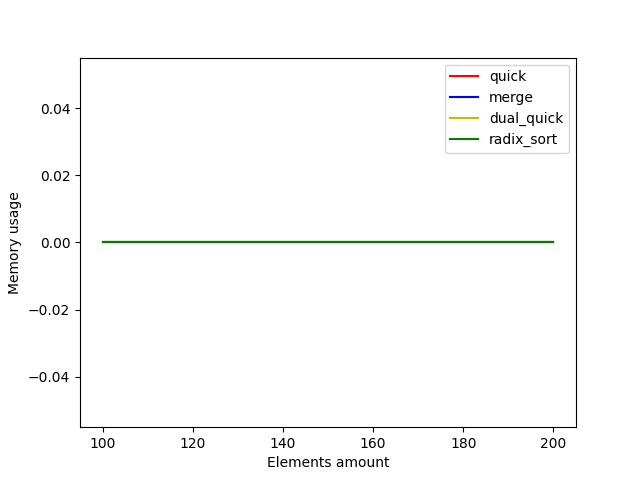 quick
merge
dual_quick
radix_sort
0.04
0.02
0.00
−0.02
−0.04
Memory usage
100 120 140 160 180 200
Elements amount